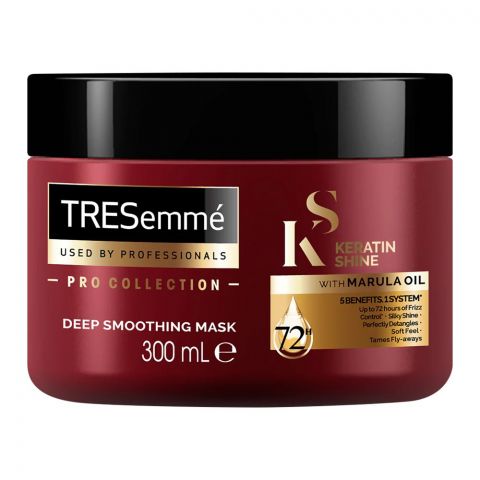 TRESemmé
USED BY PROFESSIONALS
PRO COLLECTION
DEEP SMOOTHING MASK
300 mL e
KS
KERATIN
SHINE
WITH MARULA OIL
72H
5 BENEFITS, 1 SYSTEM*
Up to 72 hours of Frizz
Control* • Silky Shine •
Perfectly Detangles •
Soft Feel •
Tames Fly-aways